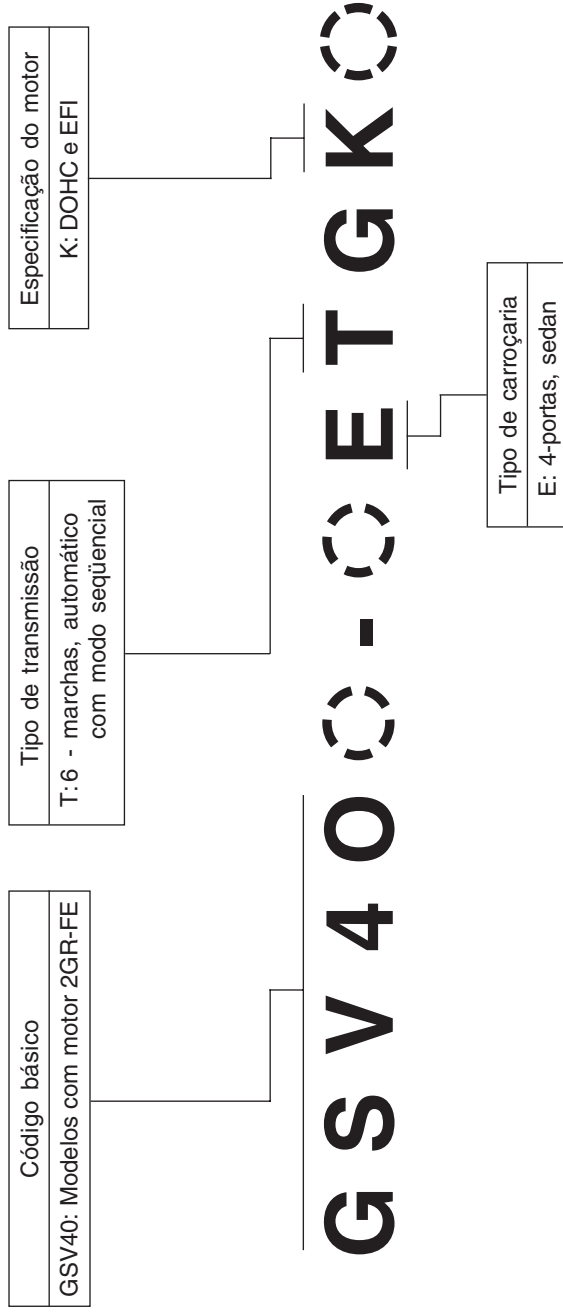 Código básico
GSV40: Modelos com motor 2GR-FE
Tipo de transmissão
T: 6 - marchas, automático
com modo seqüencial
Especificação do motor
K: DOHC e EFI
GSV4O - ETGK
Tipo de carroçaria
E: 4-portas, sedan